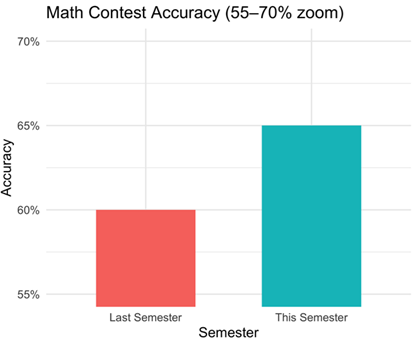 Math Contest Accuracy (55–70% zoom)
70%
65%
60%
55%
Accuracy
Last Semester
This Semester
Semester